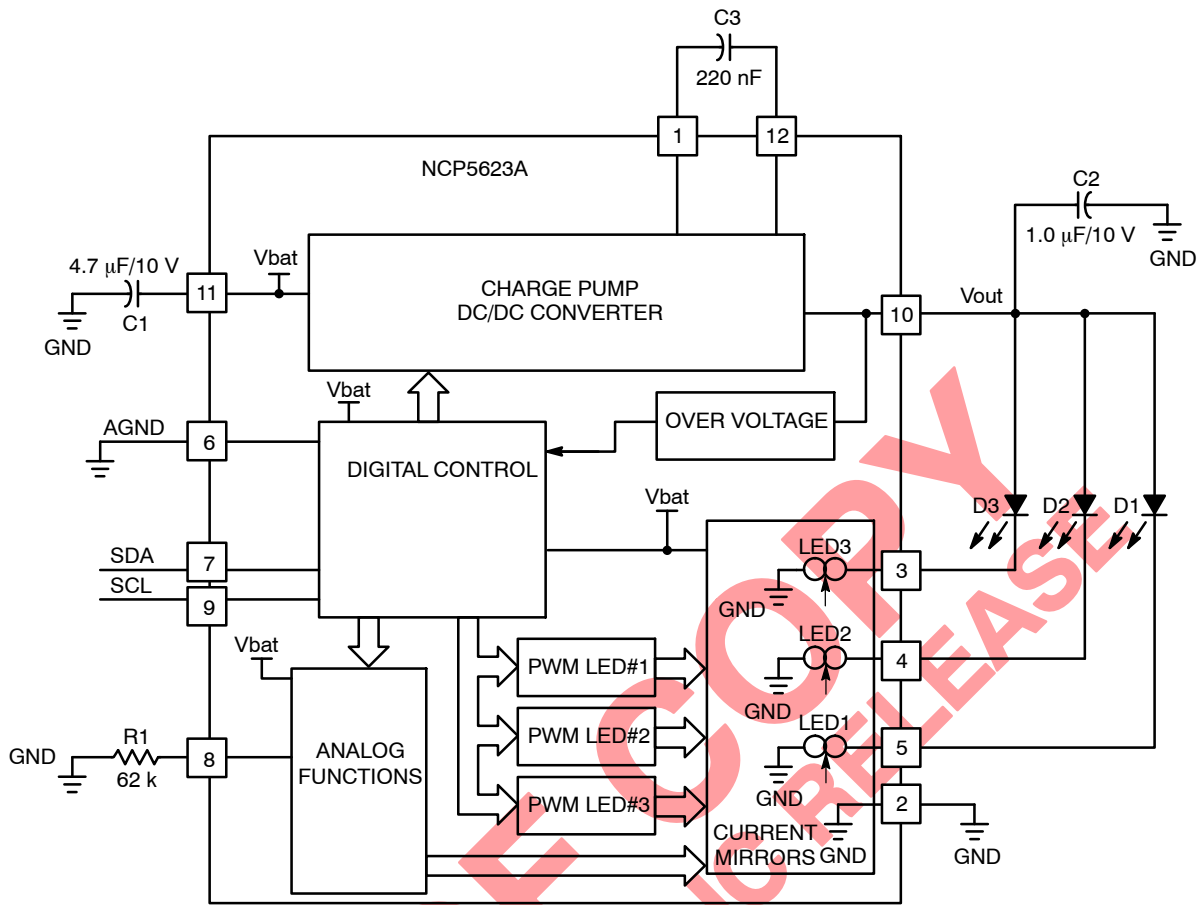 C3
220 nF
1
12
NCP5623A
C2
1.0 μF/10 V
GND
4.7 μF/10 V
Vbat
11
C1
GND
CHARGE PUMP
DC/DC CONVERTER
Vout
10
Vbat
AGND
6
OVER VOLTAGE
DIGITAL CONTROL
Vbat
D3
D2
D1
SDA
7
SCL
9
LED3
3
GND
Vbat
PWM LED#1
LED2
4
GND
R1
GND
8
62 k
ANALOG
FUNCTIONS
PWM LED#2
LED1
5
GND
PWM LED#3
2
CURRENT
MIRRORS
GND
GND
E COPY
IC RELEASE